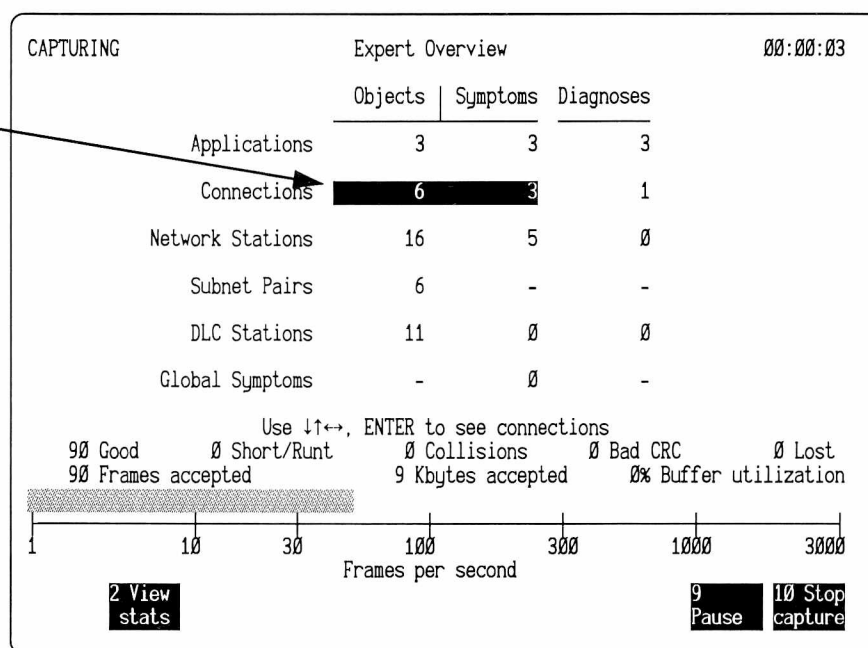 CAPTURING Expert Overview 00:00:03
Objects Symptoms Diagnoses
Applications 3 3 3
Connections 6 3 1
Network Stations 16 5 0
Subnet Pairs 6 - -
DLC Stations 11 0 0
Global Symptoms - 0 -
Use ↓↑↔, ENTER to see connections
90 Good 0 Short/Runt 0 Collisions 0 Bad CRC 0 Lost
90 Frames accepted 9 Kbytes accepted 0% Buffer utilization
1 10 30 100 300 1000 3000
Frames per second
2 View 9 10 Stop
stats Pause capture